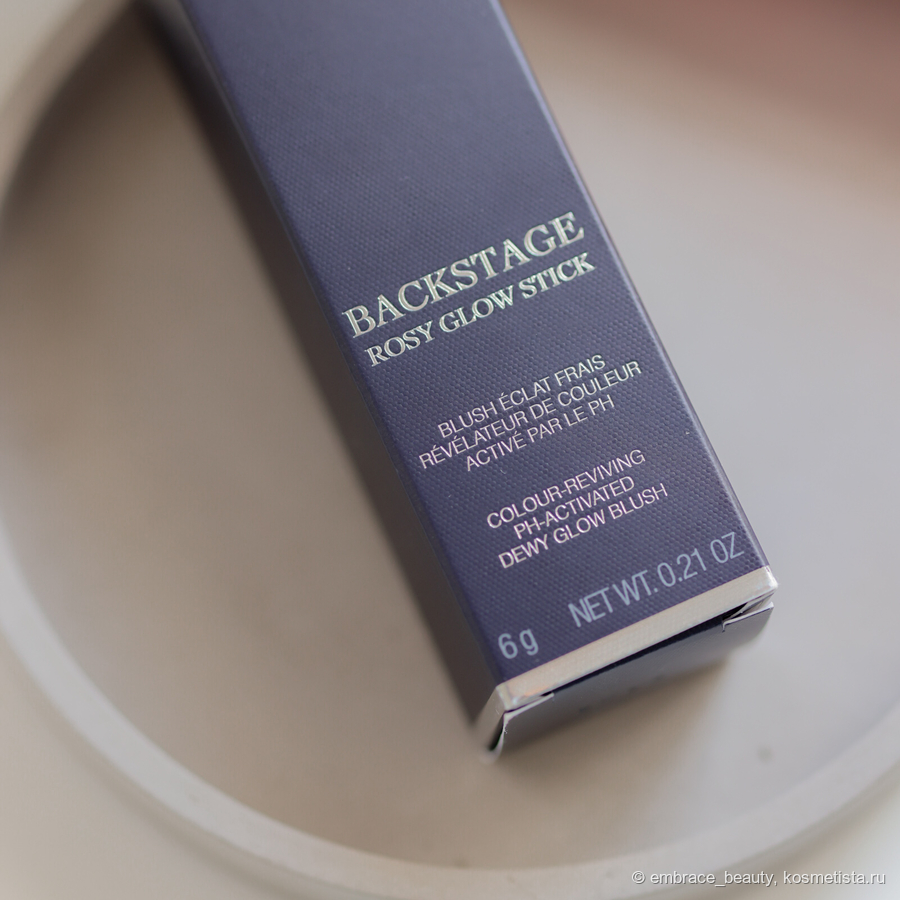 BACKSTAGE
ROSY GLOW STICK
BLUSH ÉCLAT FRAIS
RÉVÉLATEUR DE COULEUR
ACTIVÉ PAR LE PH
COLOUR-REVIVING
PH-ACTIVATED
DEWY GLOW BLUSH
6 g NET WT. 0.21 OZ
© embrace_beauty, kosmetista.ru